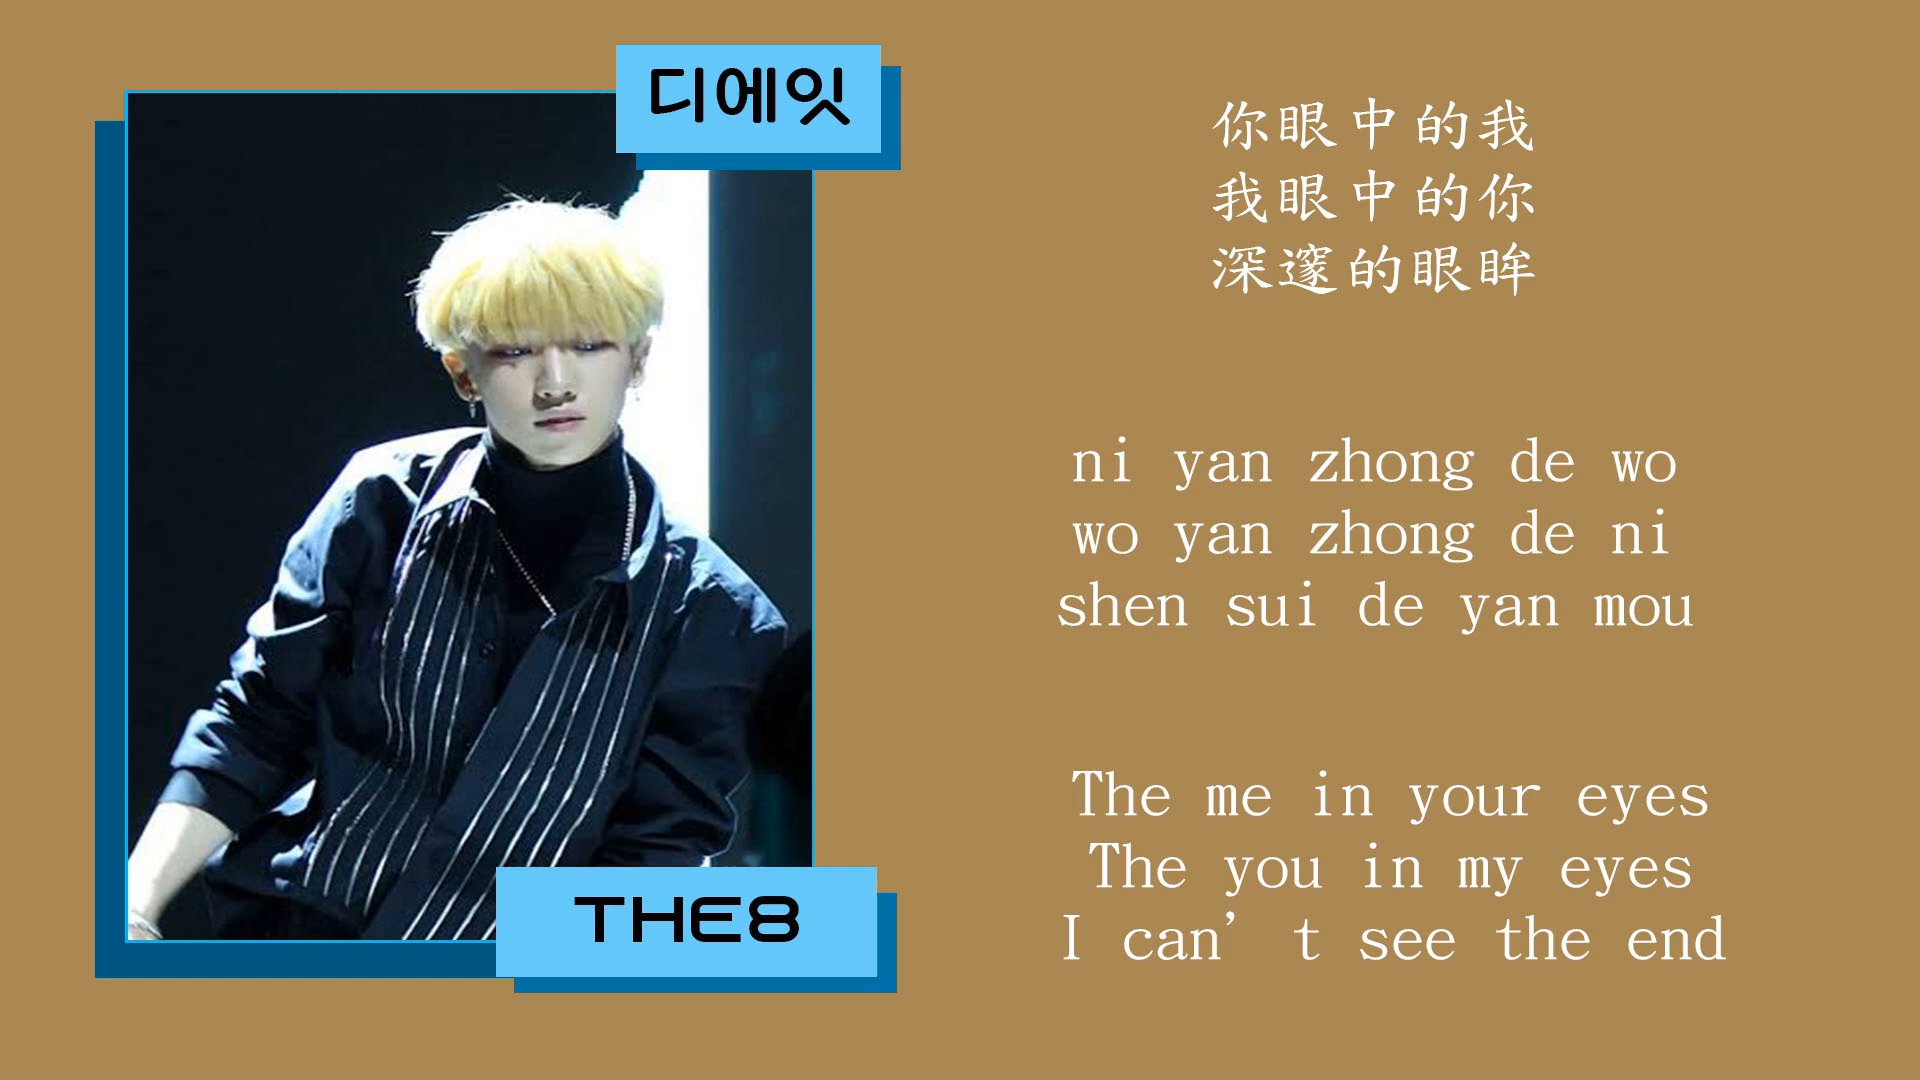 디에잇
THE8
你眼中的我
我眼中的你
深邃的眼眸
ni yan zhong de wo
wo yan zhong de ni
shen sui de yan mou
The me in your eyes
The you in my eyes
I can't see the end